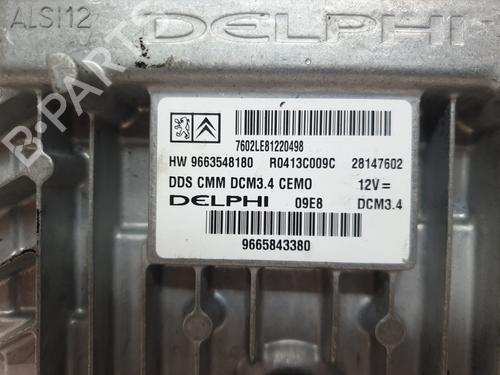 ALSI12 DELPHI
7602LE81220498
HW 9663548180 R0413C009C 28147602
DDS CMM DCM3.4 CEMO 12V=
DELPHI 09E8 DCM3.4
9665843380
B-PARTS